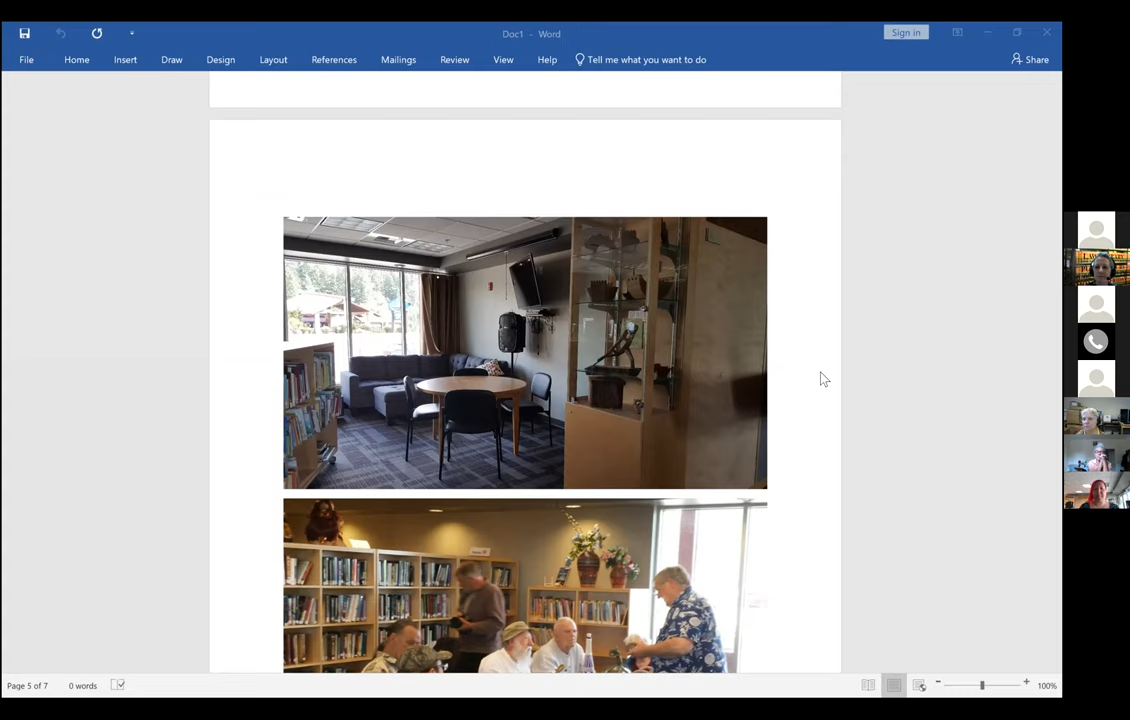 Doc1 - Word
Sign in
File Home Insert Draw Design Layout References Mailings Review View Help Tell me what you want to do Share
Page 5 of 7 0 words 100%